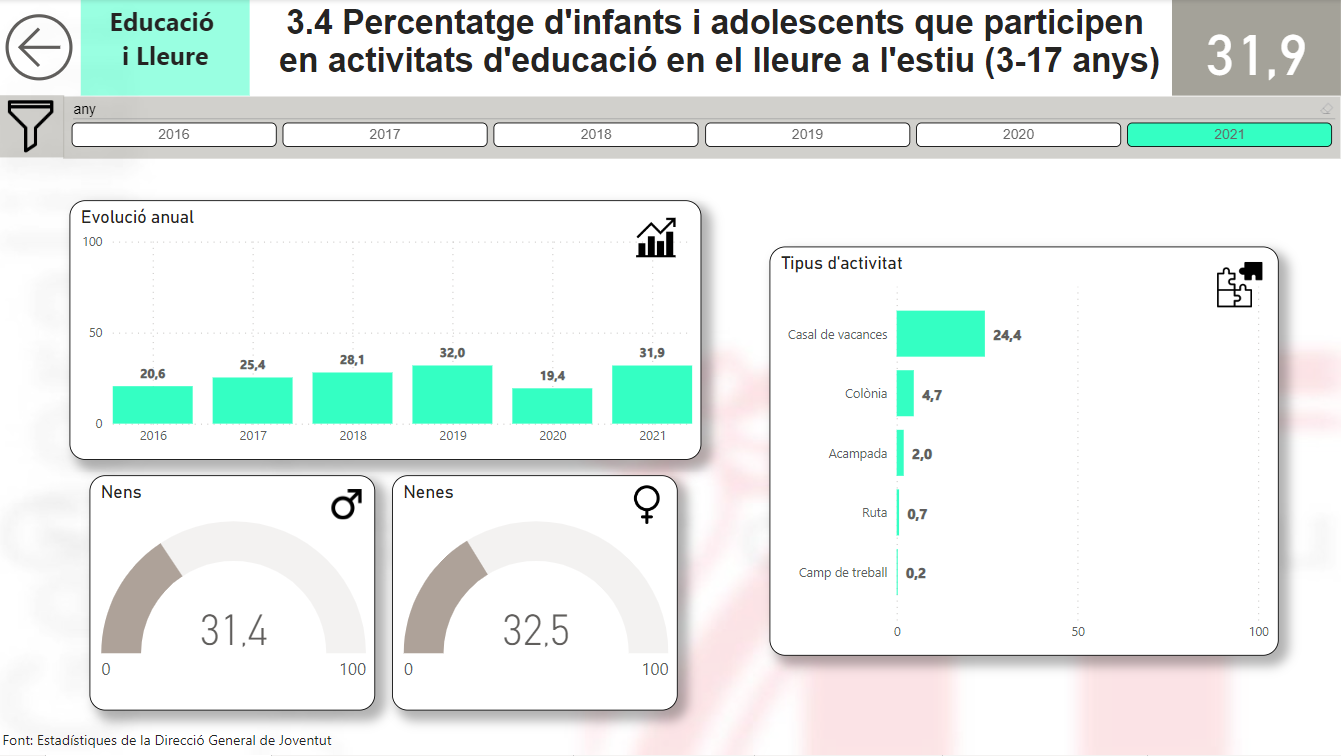 Educació
i Lleure
3.4 Percentatge d'infants i adolescents que participen
en activitats d'educació en el lleure a l'estiu (3-17 anys)
31,9
any
2016
2017
2018
2019
2020
2021
Evolució anual
100
50
0
20,6
25,4
28,1
32,0
19,4
31,9
2016
2017
2018
2019
2020
2021
Tipus d'activitat
Casal de vacances
24,4
Colònia
4,7
Acampada
2,0
Ruta
0,7
Camp de treball
0,2
0
50
100
Nens
31,4
0
100
Nenes
32,5
0
100
Font: Estadístiques de la Direcció General de Joventut